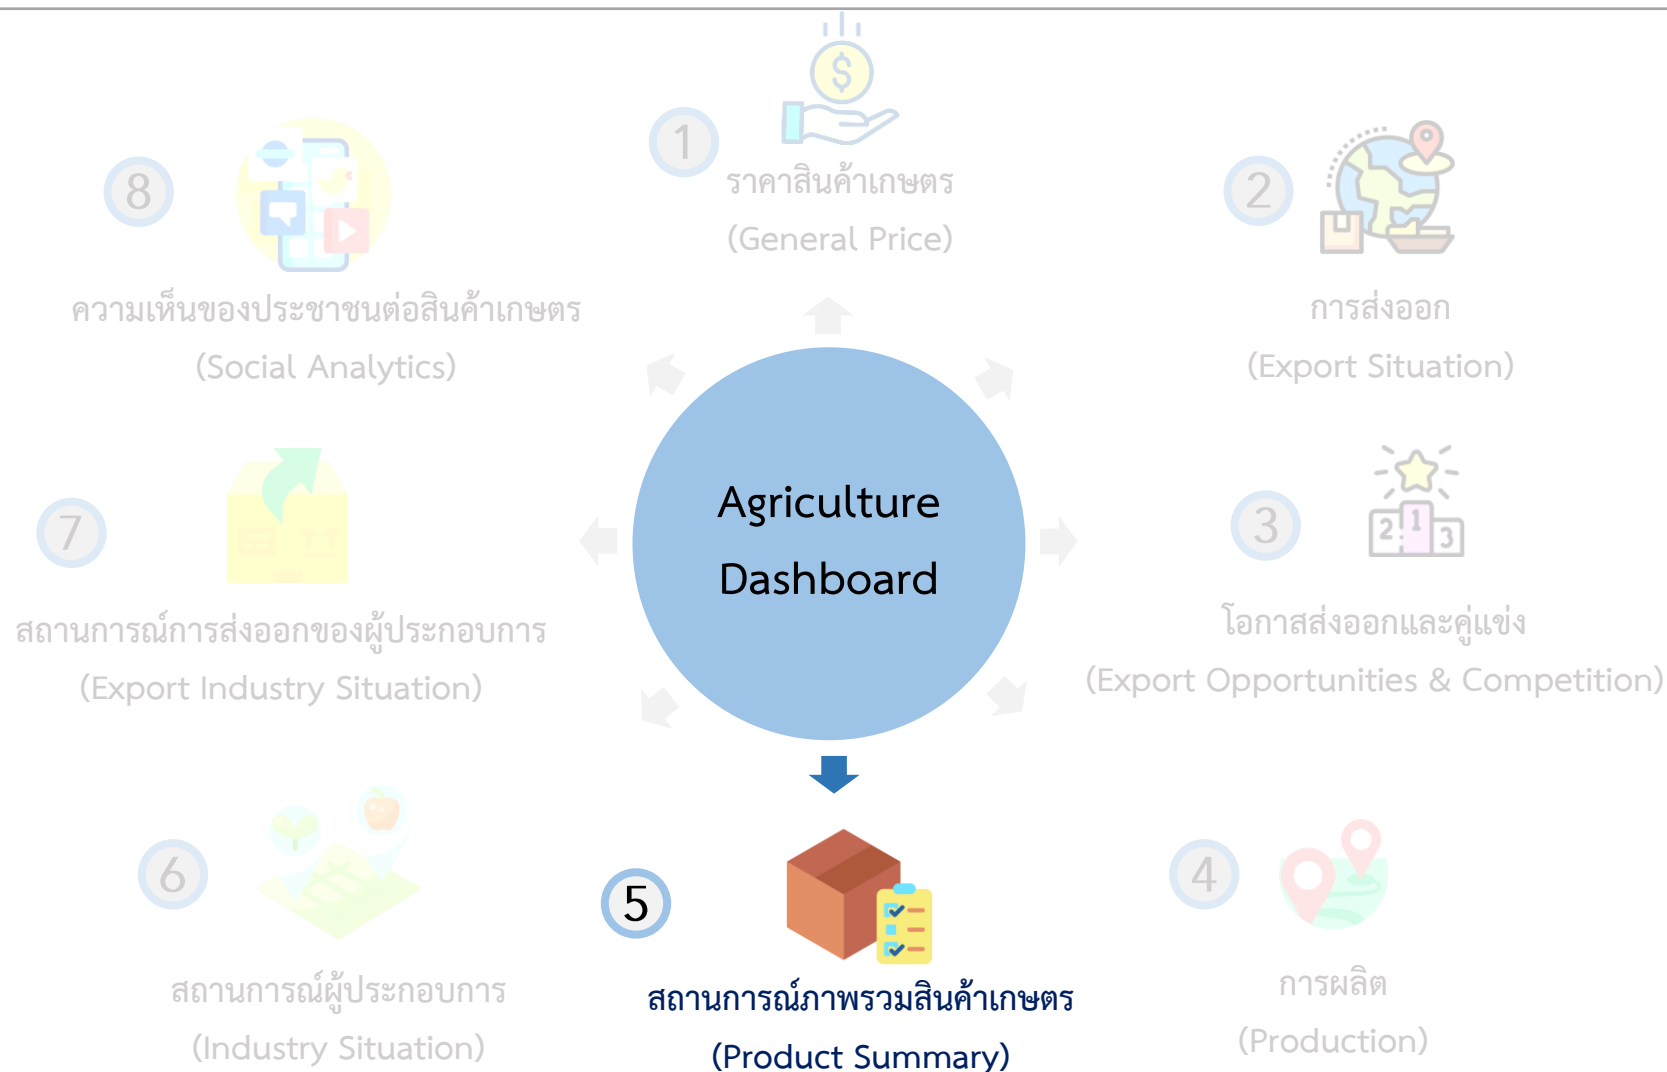 1
ราคาสินค้าเกษตร
(General Price)
2
การส่งออก
(Export Situation)
3
2 1 3
โอกาสส่งออกและคู่แข่ง
(Export Opportunities & Competition)
4
การผลิต
(Production)
5
สถานการณ์ภาพรวมสินค้าเกษตร
(Product Summary)
6
สถานการณ์ผู้ประกอบการ
(Industry Situation)
7
สถานการณ์การส่งออกของผู้ประกอบการ
(Export Industry Situation)
8
ความเห็นของประชาชนต่อสินค้าเกษตร
(Social Analytics)
Agriculture
Dashboard
$